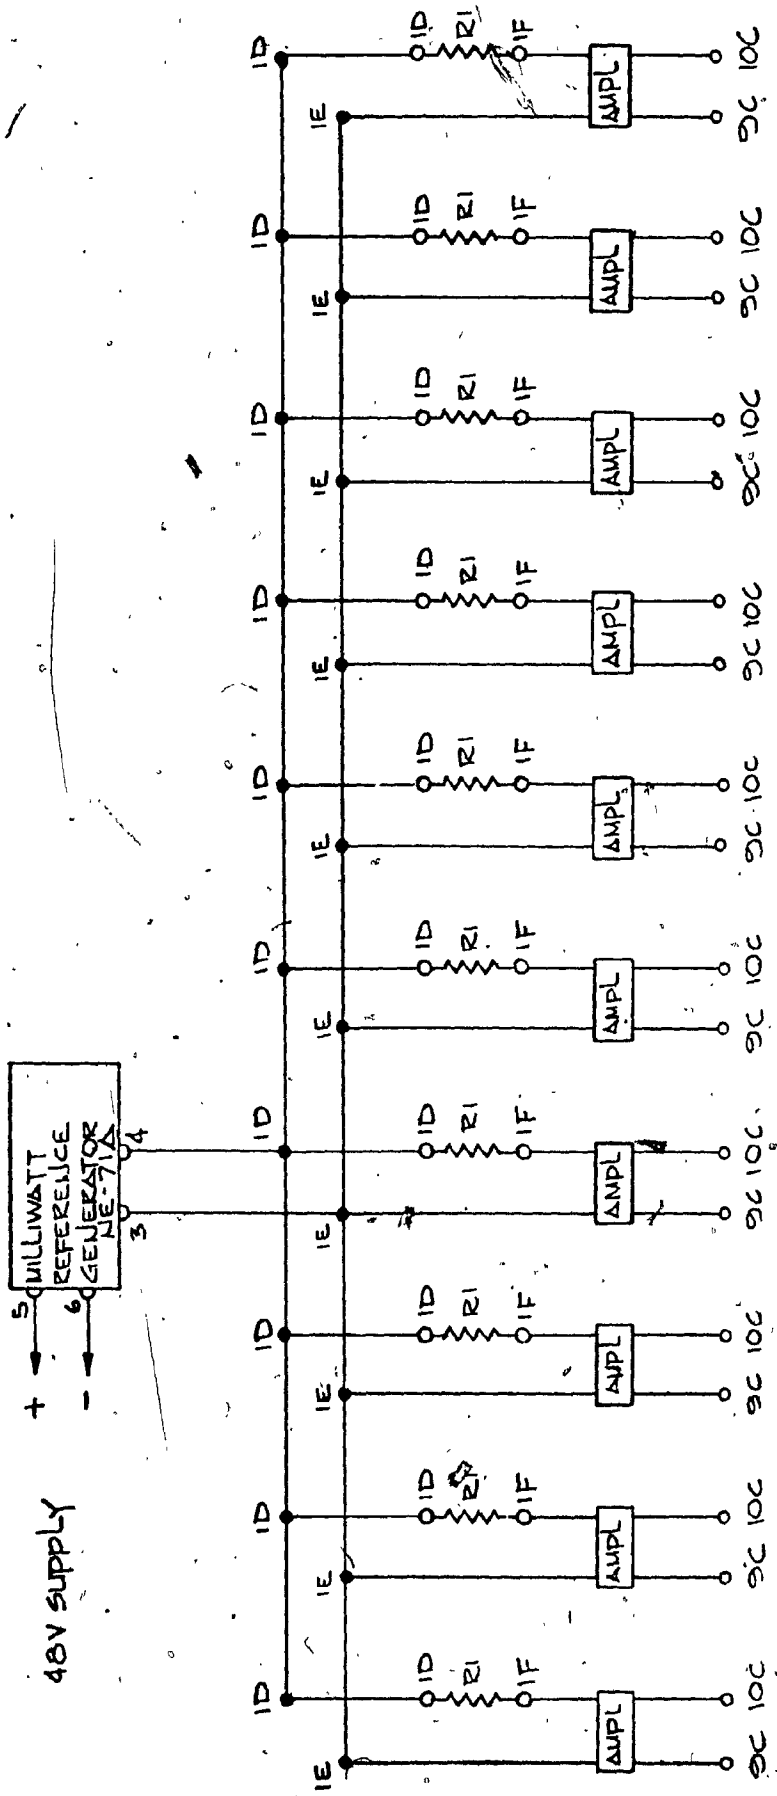 48V SUPPLY
+ 5
- 6
MILLIWATT
REFERENCE
GENERATOR
NE-71A
3 4
1D 1D 1D 1D 1D 1D 1D 1D 1D 1D
1E 1E 1E 1E 1E 1E 1E 1E 1E 1E
1D 1D 1D 1D 1D 1D 1D 1D 1D 1D
R1 R1 R1 R1 R1 R1 R1 R1 R1 R1
1F 1F 1F 1F 1F 1F 1F 1F 1F 1F
AMPL AMPL AMPL AMPL AMPL AMPL AMPL AMPL AMPL AMPL
9C 10C 9C 10C 9C 10C 9C 10C 9C 10C 9C 10C 9C 10C 9C 10C 9C 10C 9C 10C